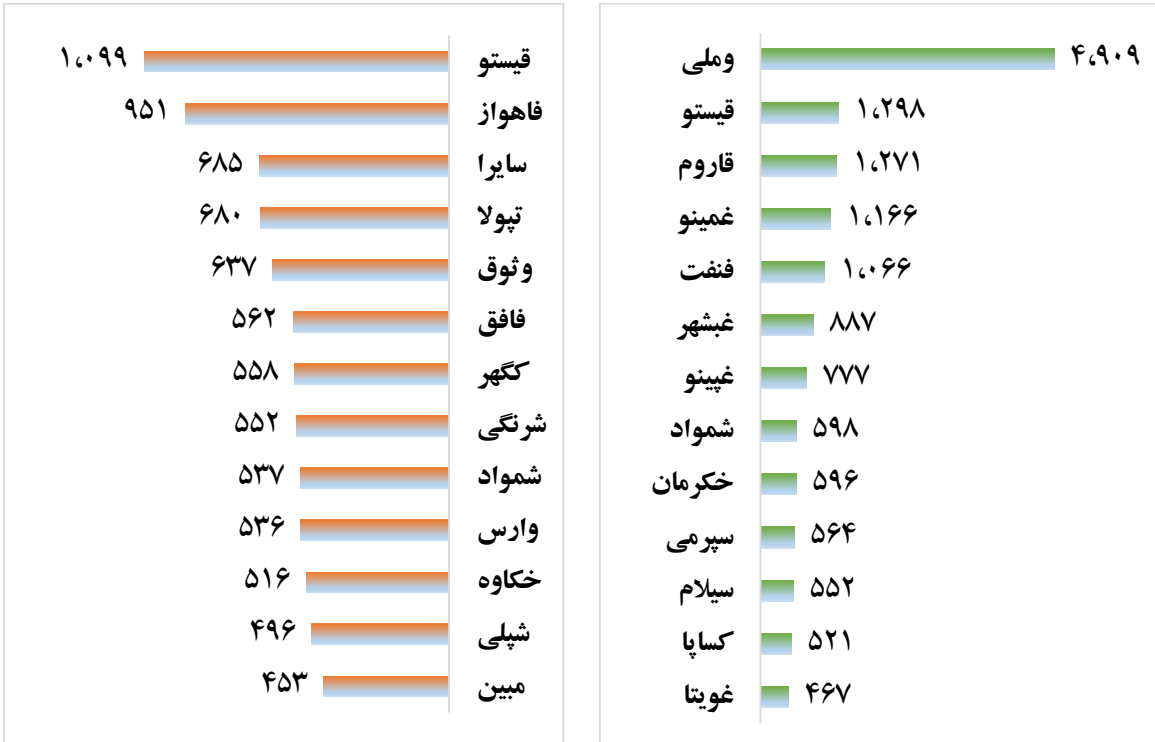 وملی ۴،۹۰۹
قیستو ۱،۲۹۸
قاروم ۱،۲۷۱
غمینو ۱،۱۶۶
فنفت ۱،۰۶۶
غبشهر ۸۸۷
غپینو ۷۷۷
شمواد ۵۹۸
خکرمان ۵۹۶
سپرمی ۵۶۴
سیلام ۵۵۲
کساپا ۵۲۱
غویتا ۴۶۷
قیستو ۱،۰۹۹
فاهواز ۹۵۱
سایرا ۶۸۵
تپولا ۶۸۰
وثوق ۶۳۷
فافق ۵۶۲
کگهر ۵۵۸
شرنگی ۵۵۲
شمواد ۵۳۷
وارس ۵۳۶
خکاوه ۵۱۶
شپلی ۴۹۶
مبین ۴۵۳